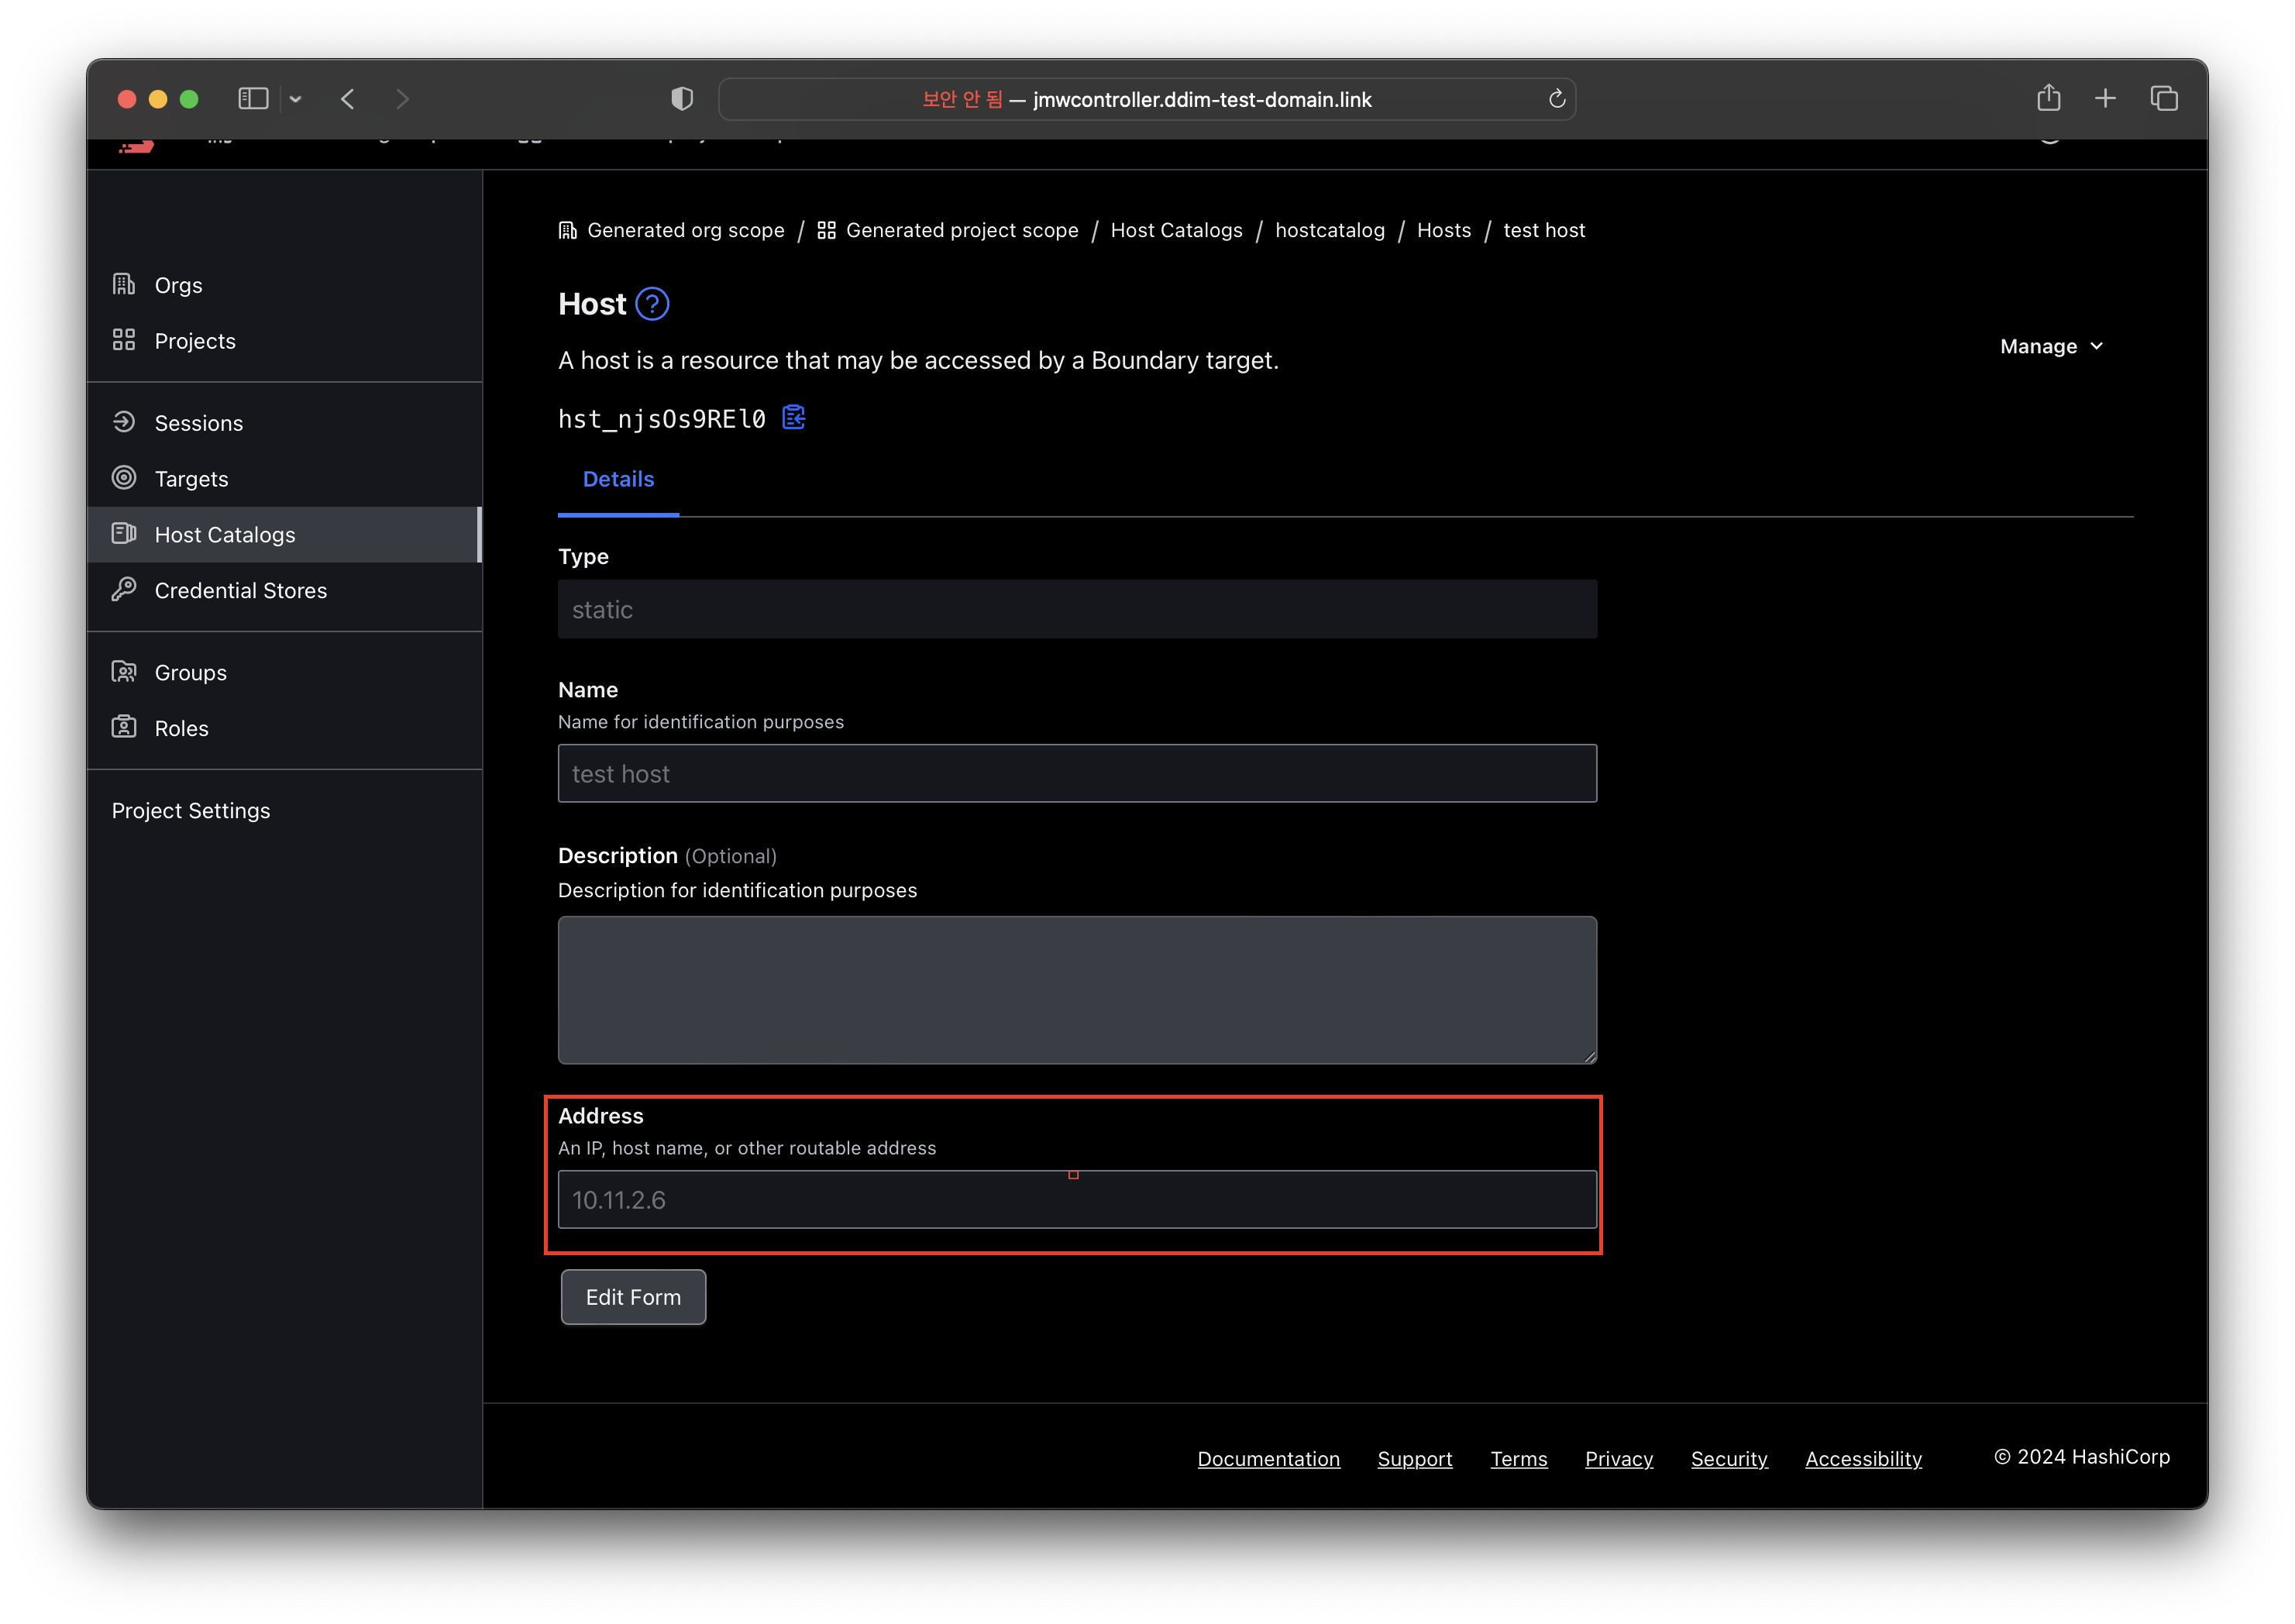 보안 안 됨 — jmwcontroller.ddim-test-domain.link
Generated org scope / Generated project scope / Host Catalogs / hostcatalog / Hosts / test host
Orgs
Projects
Sessions
Targets
Host Catalogs
Credential Stores
Groups
Roles
Project Settings
Host
Manage
A host is a resource that may be accessed by a Boundary target.
hst_njsOs9REl0
Details
Type
static
Name
Name for identification purposes
test host
Description (Optional)
Description for identification purposes
Address
An IP, host name, or other routable address
10.11.2.6
Edit Form
Documentation Support Terms Privacy Security Accessibility © 2024 HashiCorp